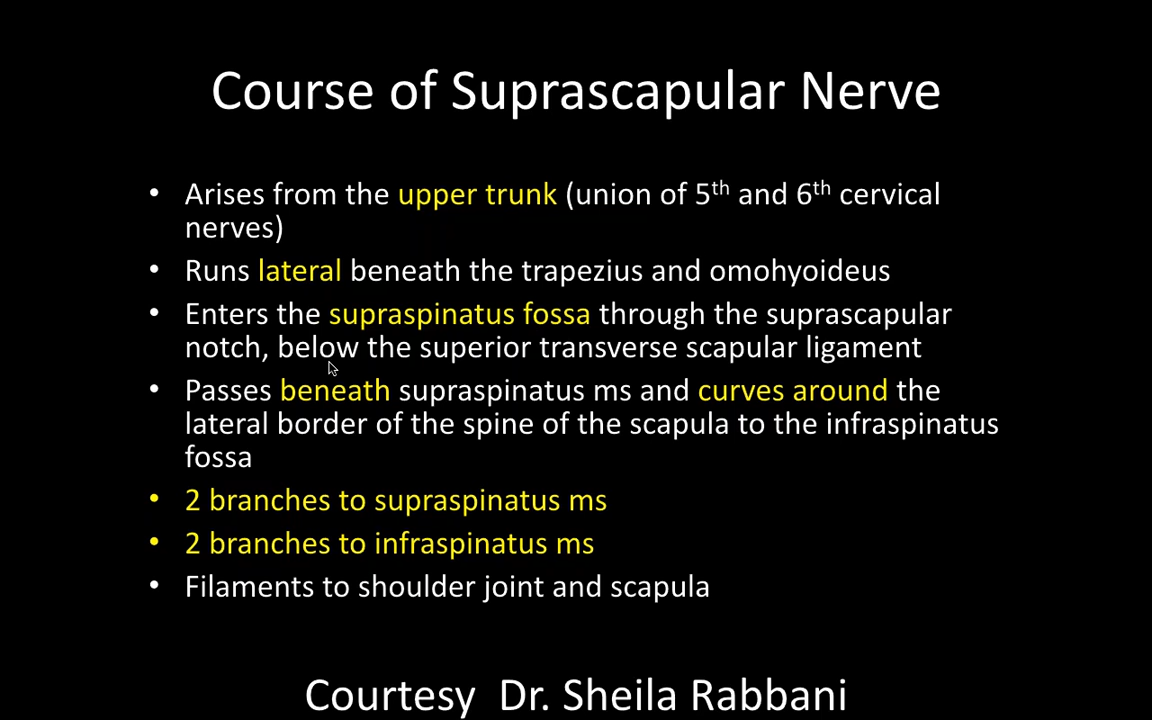 Course of Suprascapular Nerve
• Arises from the upper trunk (union of 5th and 6th cervical
nerves)
• Runs lateral beneath the trapezius and omohyoideus
• Enters the supraspinatus fossa through the suprascapular
notch, below the superior transverse scapular ligament
• Passes beneath supraspinatus ms and curves around the
lateral border of the spine of the scapula to the infraspinatus
fossa
• 2 branches to supraspinatus ms
• 2 branches to infraspinatus ms
• Filaments to shoulder joint and scapula
Courtesy Dr. Sheila Rabbani